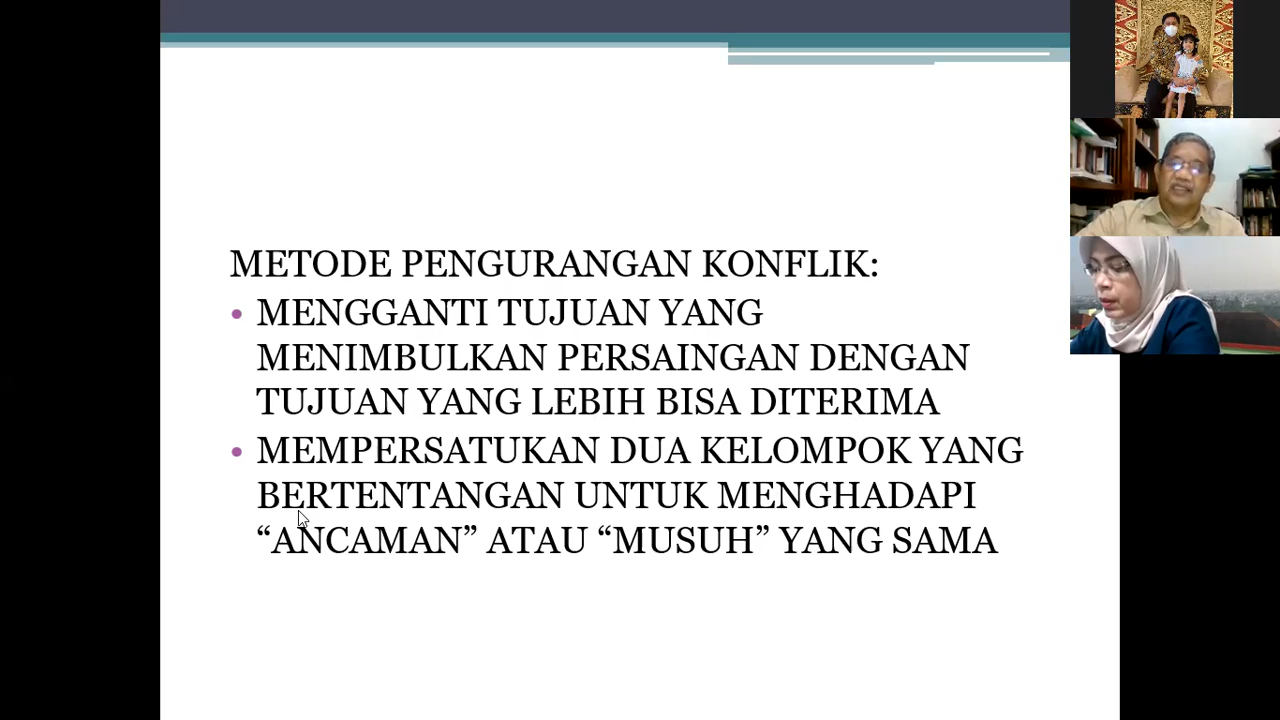 METODE PENGURANGAN KONFLIK:
• MENGGANTI TUJUAN YANG
MENIMBULKAN PERSAINGAN DENGAN
TUJUAN YANG LEBIH BISA DITERIMA
• MEMPERSATUKAN DUA KELOMPOK YANG
BERTENTANGAN UNTUK MENGHADAPI
“ANCAMAN” ATAU “MUSUH” YANG SAMA